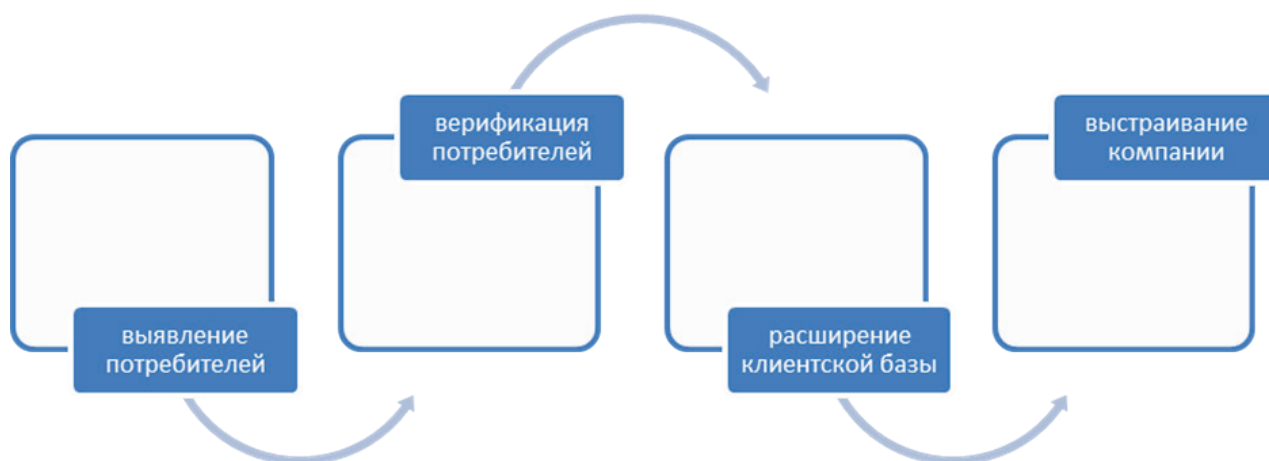 выявление
потребителей
верификация
потребителей
расширение
клиентской базы
выстраивание
компании